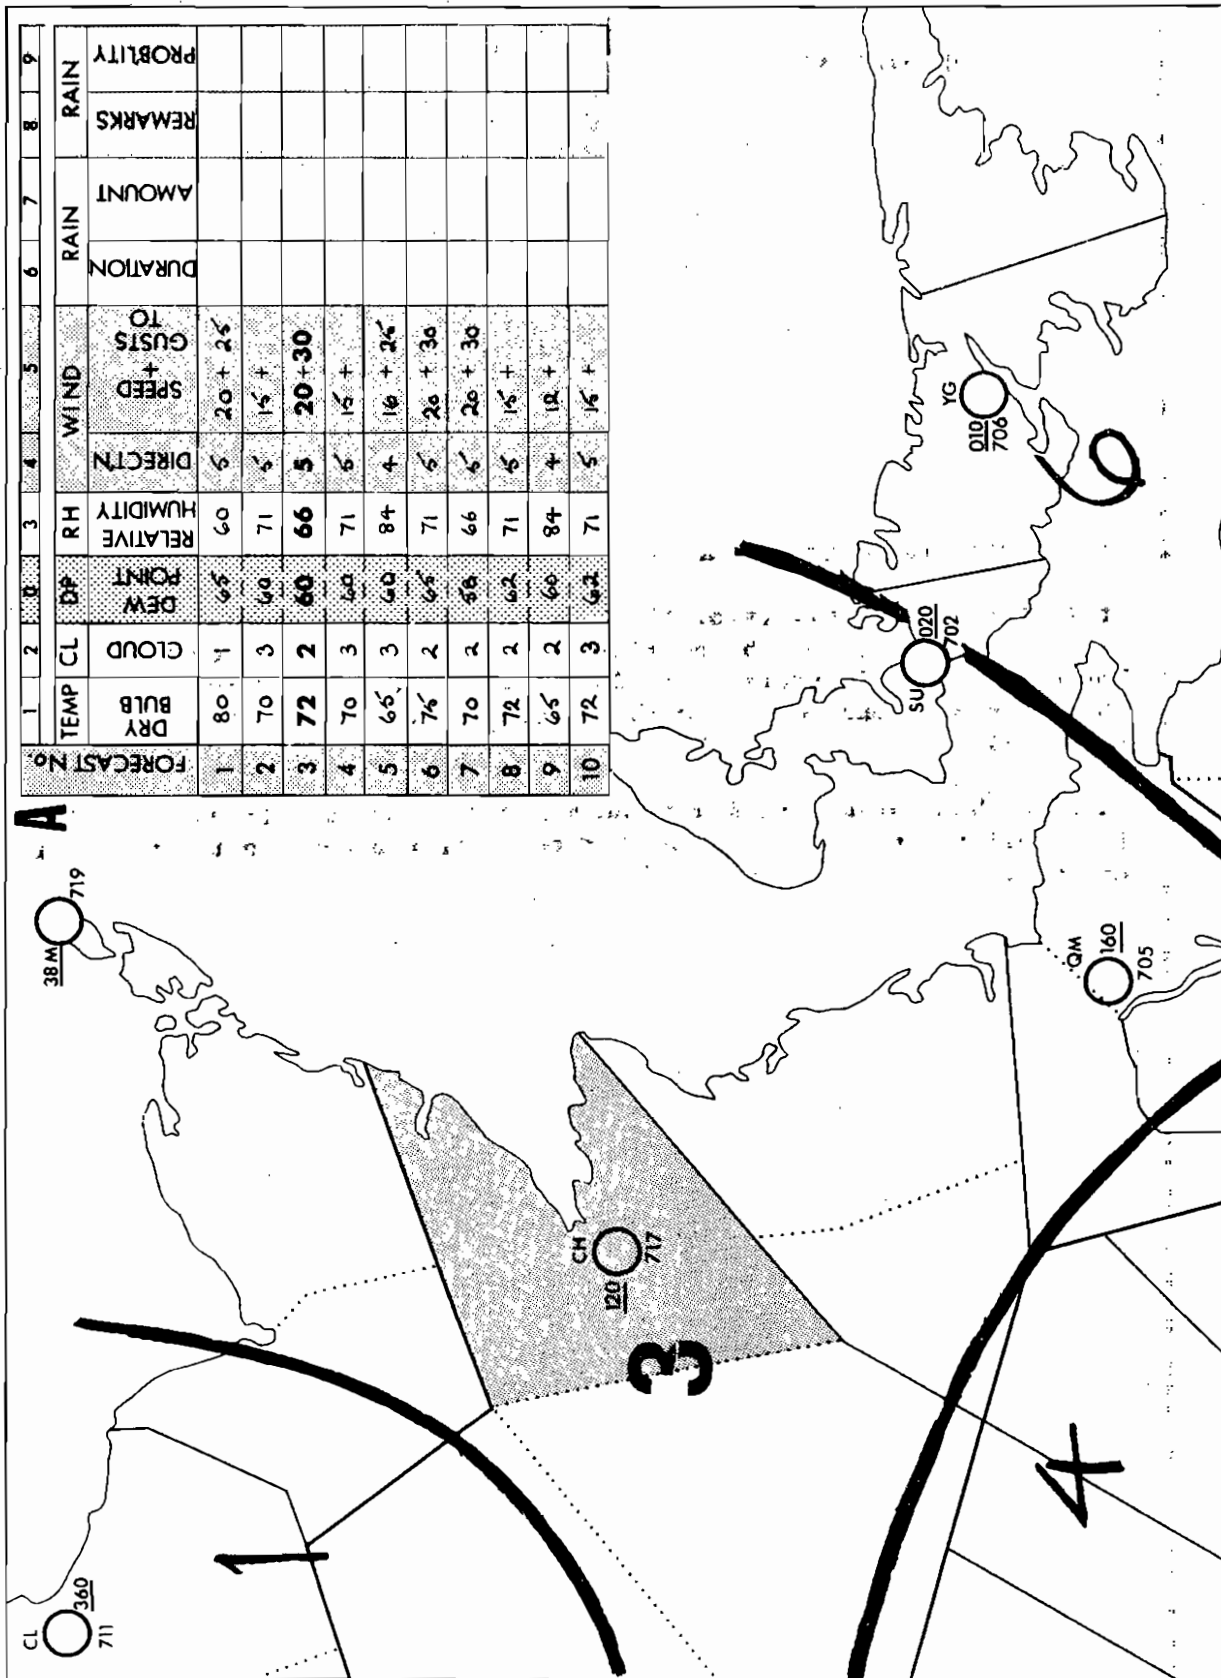 A
1 2 0 3 4 5 6 7 8 9
FORECAST No. TEMP CL DP RH WIND RAIN RAIN
DRY BULB CLOUD DEW POINT RELATIVE HUMIDITY DIRECT'N SPEED + GUSTS TO DURATION AMOUNT REMARKS PROBLITY
1 80 1 65 60 5 20 + 25
2 70 3 60 71 5 15 +
3 72 2 60 66 5 20+30
4 70 3 60 71 5 15 +
5 65 3 60 84 4 16 + 25
6 75 2 65 71 5 20 + 30
7 70 2 58 66 5 20 + 30
8 72 2 62 71 5 15 +
9 65 2 60 84 4 12 +
10 72 3 62 71 5 15 +
38M 719
CL 360
711
1
CH
120 717
3
SU 020
702
YG
010
706
6
QM 160
705
4